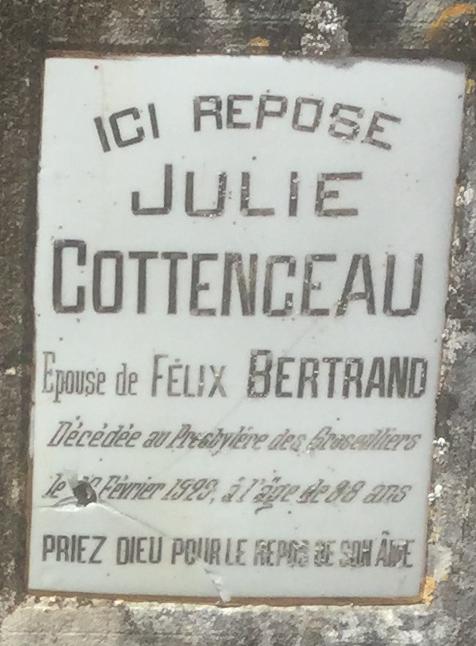 ICI REPOSE
JULIE
COTTENCEAU
Epouse de FÉLIX BERTRAND
Décédée au Presbytère des Groseilliers
le Février à l'âge de 88 ans
PRIEZ DIEU POUR LE REPOS DE SON ÂME